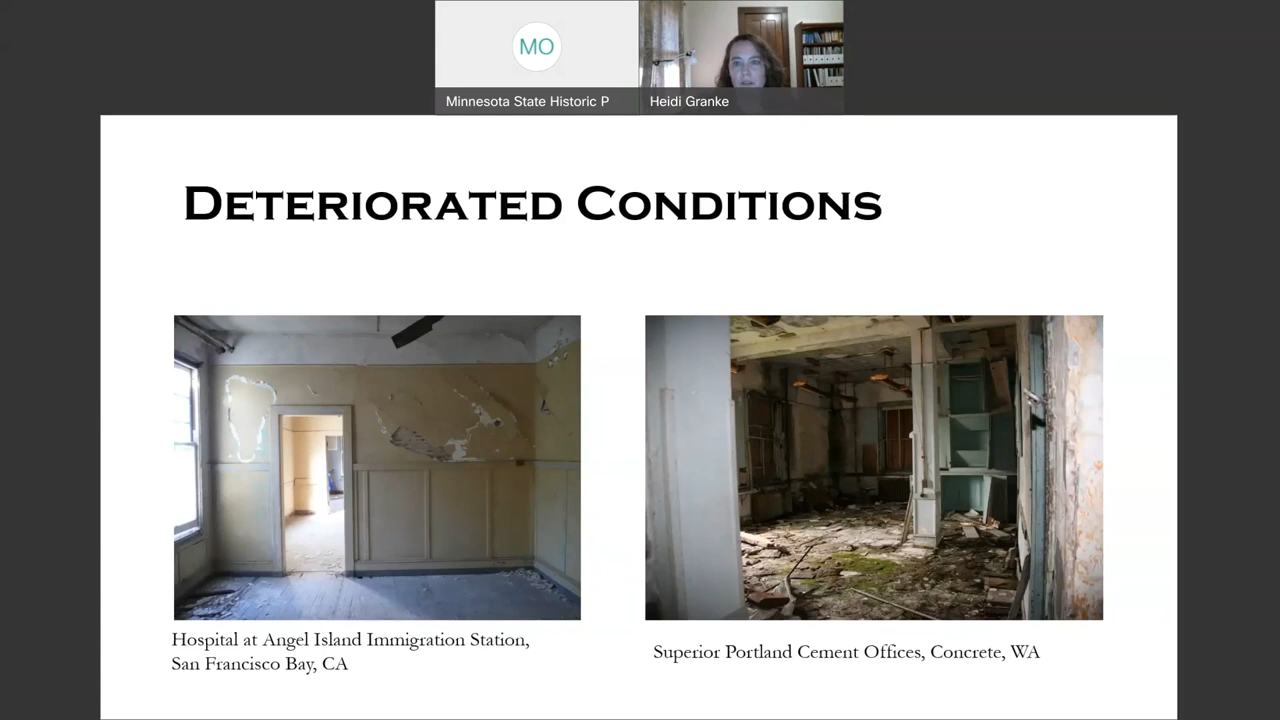 MO
Minnesota State Historic P
Heidi Granke
DETERIORATED CONDITIONS
Hospital at Angel Island Immigration Station,
San Francisco Bay, CA
Superior Portland Cement Offices, Concrete, WA